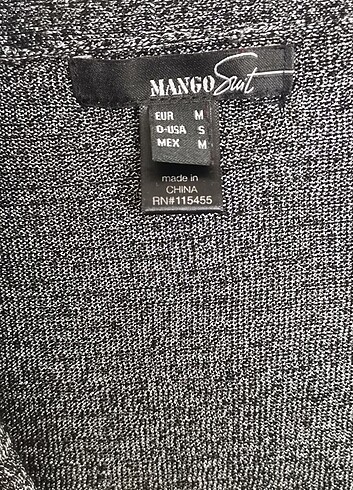 MANGO Suit
EUR M
D-USA S
MEX M
made in
CHINA
RN#115455